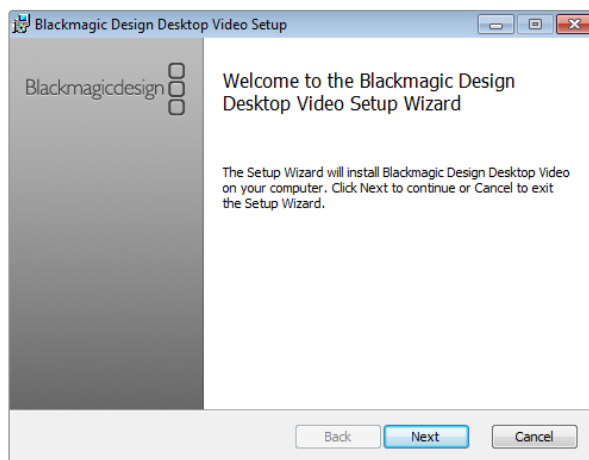 Blackmagic Design Desktop Video Setup
Blackmagicdesign
Welcome to the Blackmagic Design
Desktop Video Setup Wizard
The Setup Wizard will install Blackmagic Design Desktop Video
on your computer. Click Next to continue or Cancel to exit
the Setup Wizard.
Back
Next
Cancel